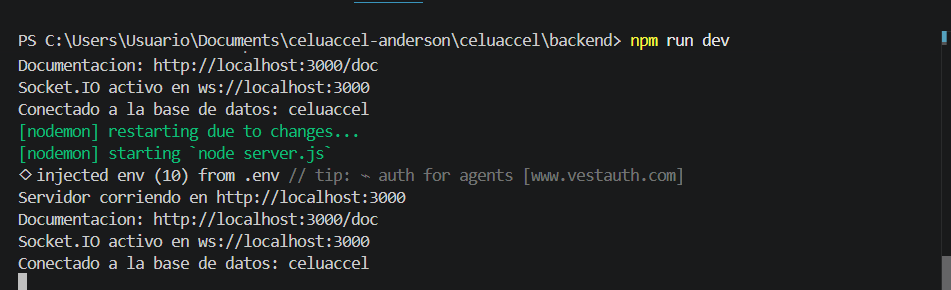 PS C:\Users\Usuario\Documents\celuaccel-anderson\celuaccel\backend> npm run dev
Documentacion: http://localhost:3000/doc
Socket.IO activo en ws://localhost:3000
Conectado a la base de datos: celuaccel
[nodemon] restarting due to changes...
[nodemon] starting `node server.js`
◇ injected env (10) from .env // tip: ⌁ auth for agents [www.vestauth.com]
Servidor corriendo en http://localhost:3000
Documentacion: http://localhost:3000/doc
Socket.IO activo en ws://localhost:3000
Conectado a la base de datos: celuaccel